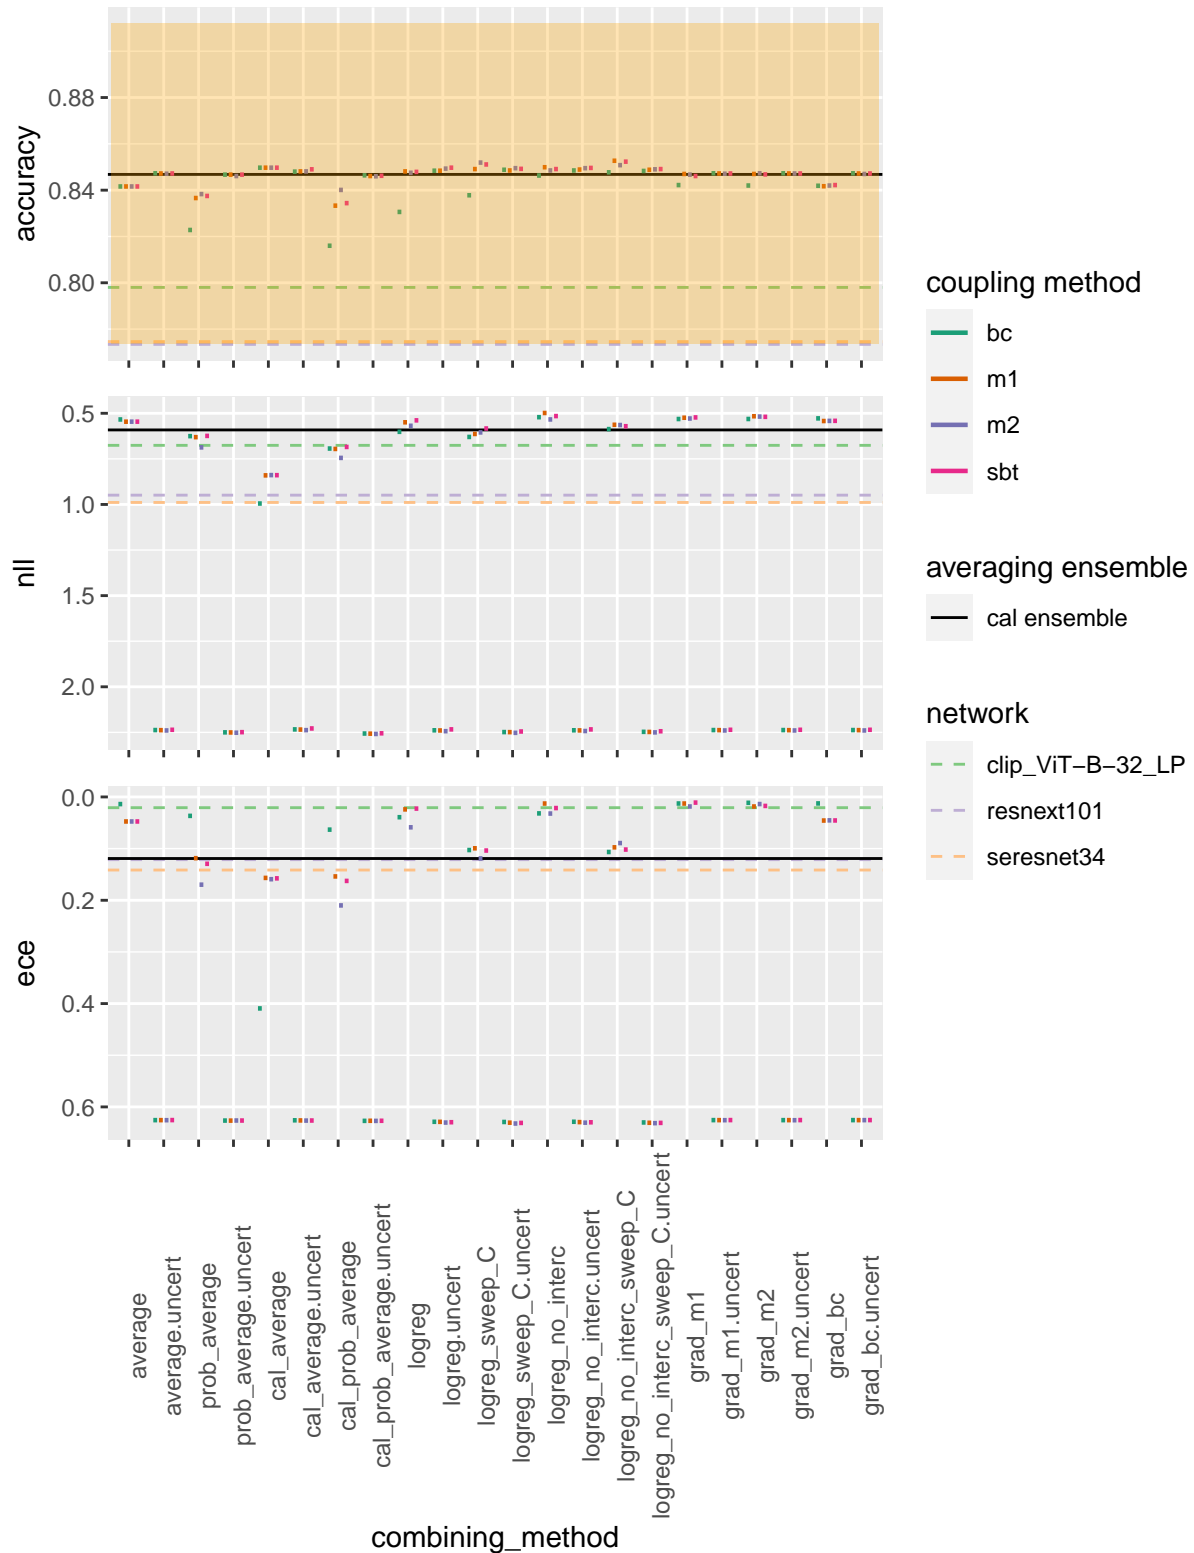 accuracy
0.88
0.84
0.80
nll
0.5
1.0
1.5
2.0
ece
0.0
0.2
0.4
0.6
average
average.uncert
prob_average
prob_average.uncert
cal_average
cal_average.uncert
cal_prob_average
cal_prob_average.uncert
logreg
logreg.uncert
logreg_sweep_C
logreg_sweep_C.uncert
logreg_no_interc
logreg_no_interc.uncert
logreg_no_interc_sweep_C
logreg_no_interc_sweep_C.uncert
grad_m1
grad_m1.uncert
grad_m2
grad_m2.uncert
grad_bc
grad_bc.uncert
combining_method
coupling method
bc
m1
m2
sbt
averaging ensemble
cal ensemble
network
clip_ViT−B−32_LP
resnext101
seresnet34